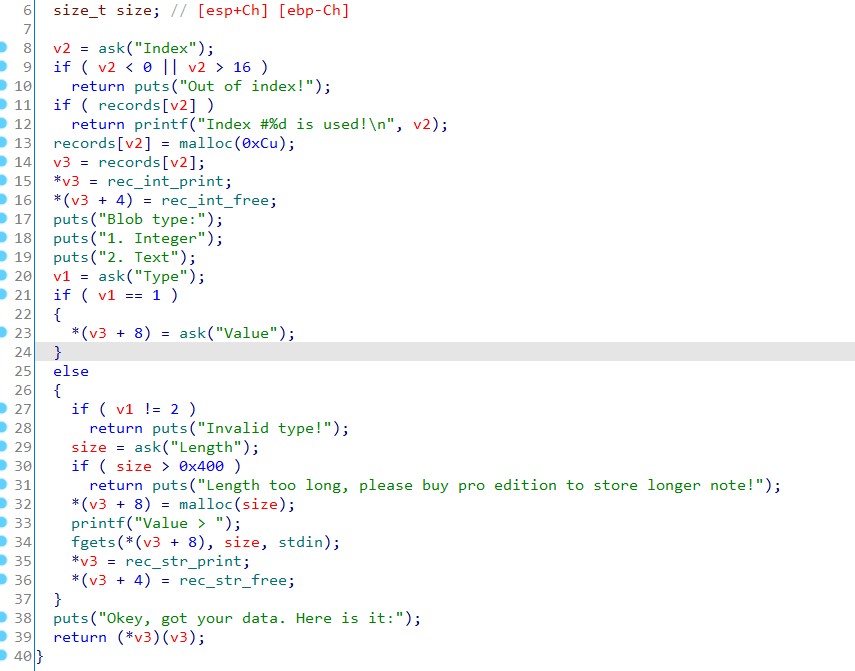 6 size_t size; // [esp+Ch] [ebp-Ch]
7
8 v2 = ask("Index");
9 if ( v2 < 0 || v2 > 16 )
10 return puts("Out of index!");
11 if ( records[v2] )
12 return printf("Index #%d is used!\n", v2);
13 records[v2] = malloc(0xCu);
14 v3 = records[v2];
15 *v3 = rec_int_print;
16 *(v3 + 4) = rec_int_free;
17 puts("Blob type:");
18 puts("1. Integer");
19 puts("2. Text");
20 v1 = ask("Type");
21 if ( v1 == 1 )
22 {
23 *(v3 + 8) = ask("Value");
24 }
25 else
26 {
27 if ( v1 != 2 )
28 return puts("Invalid type!");
29 size = ask("Length");
30 if ( size > 0x400 )
31 return puts("Length too long, please buy pro edition to store longer note!");
32 *(v3 + 8) = malloc(size);
33 printf("Value > ");
34 fgets(*(v3 + 8), size, stdin);
35 *v3 = rec_str_print;
36 *(v3 + 4) = rec_str_free;
37 }
38 puts("Okey, got your data. Here is it:");
39 return (*v3)(v3);
40 }